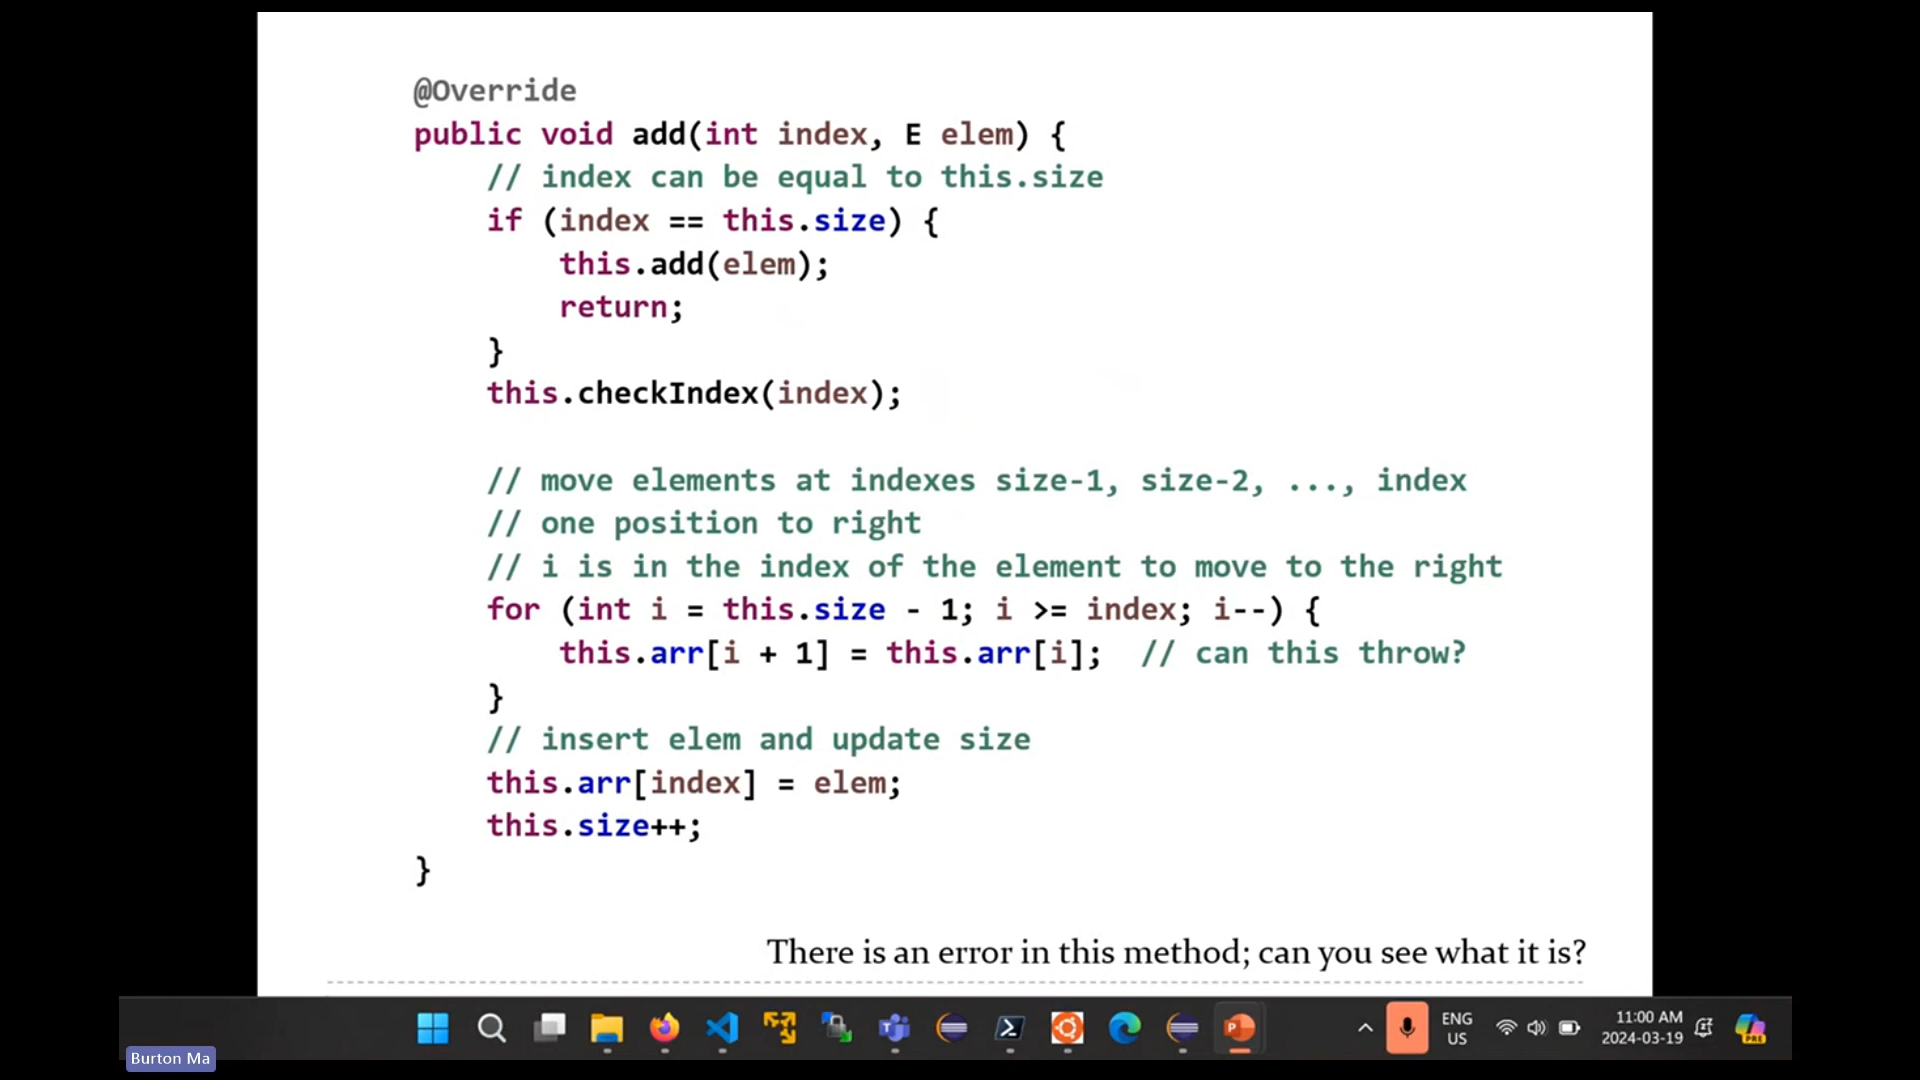 @Override
public void add(int index, E elem) {
    // index can be equal to this.size
    if (index == this.size) {
        this.add(elem);
        return;
    }
    this.checkIndex(index);

    // move elements at indexes size-1, size-2, ..., index
    // one position to right
    // i is in the index of the element to move to the right
    for (int i = this.size - 1; i >= index; i--) {
        this.arr[i + 1] = this.arr[i];  // can this throw?
    }
    // insert elem and update size
    this.arr[index] = elem;
    this.size++;
}
There is an error in this method; can you see what it is?
ENG
US
11:00 AM
2024-03-19
PRE
Burton Ma